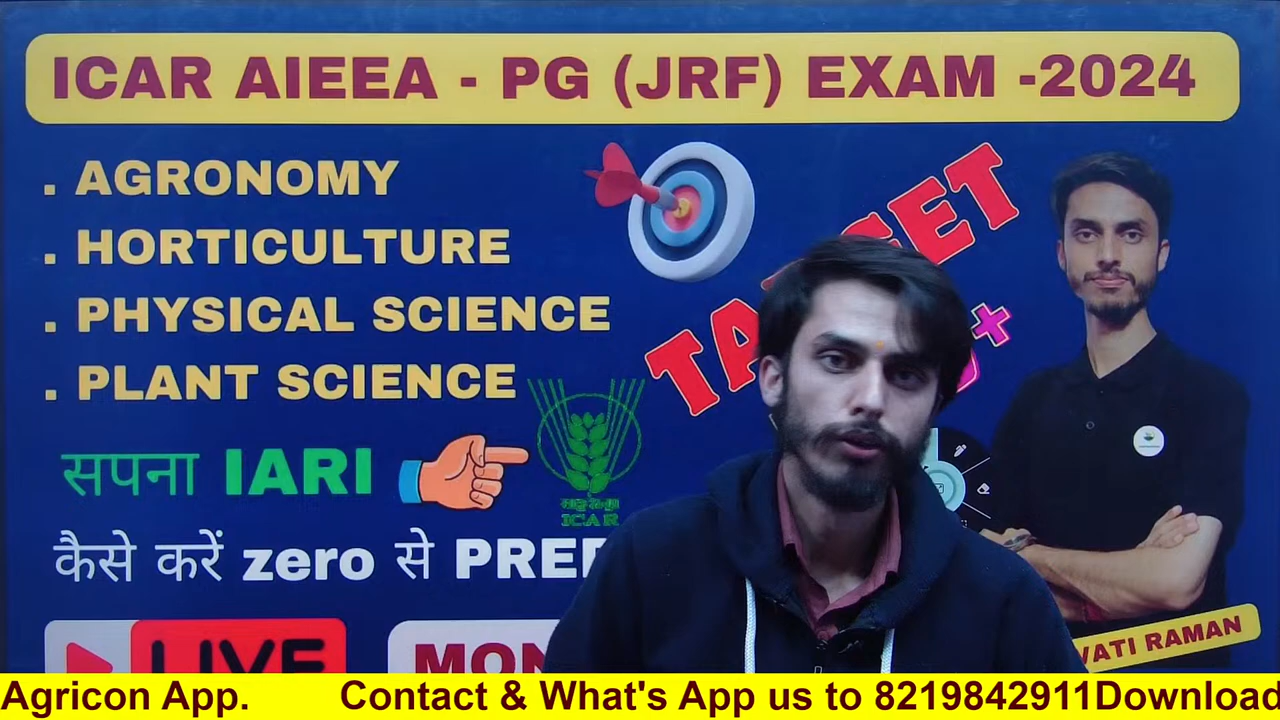 ICAR AIEEA - PG (JRF) EXAM -2024
. AGRONOMY
. HORTICULTURE
. PHYSICAL SCIENCE
. PLANT SCIENCE
सपना IARI
ICAR
कैसे करें zero से
LIVE
VATI RAMAN
Agricon App. Contact & What's App us to 8219842911Download